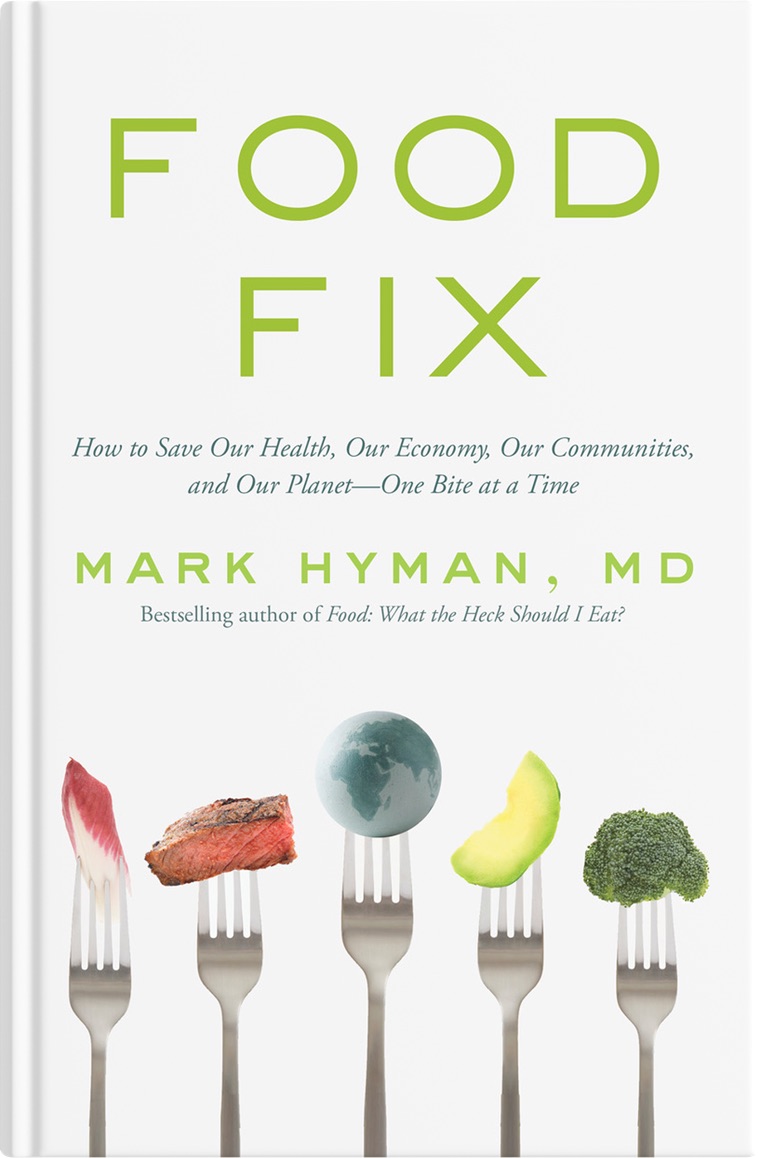 FOOD
FIX
How to Save Our Health, Our Economy, Our Communities,
and Our Planet—One Bite at a Time
MARK HYMAN, MD
Bestselling author of Food: What the Heck Should I Eat?